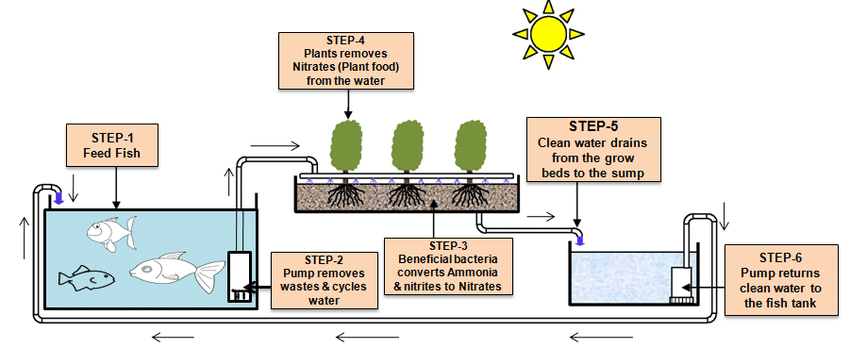 STEP-1
Feed Fish
STEP-2
Pump removes
wastes & cycles
water
STEP-3
Beneficial bacteria
converts Ammonia
& nitrites to Nitrates
STEP-4
Plants removes
Nitrates (Plant food)
from the water
STEP-5
Clean water drains
from the grow
beds to the sump
STEP-6
Pump returns
clean water to
the fish tank